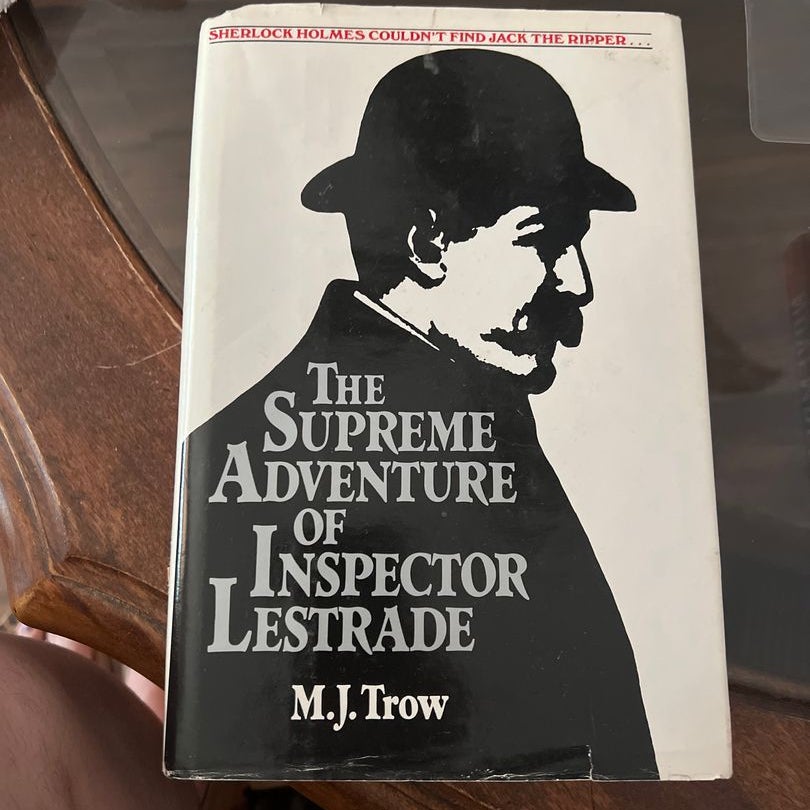 SHERLOCK HOLMES COULDN'T FIND JACK THE RIPPER...
THE
SUPREME
ADVENTURE
OF
INSPECTOR
LESTRADE
M.J. Trow